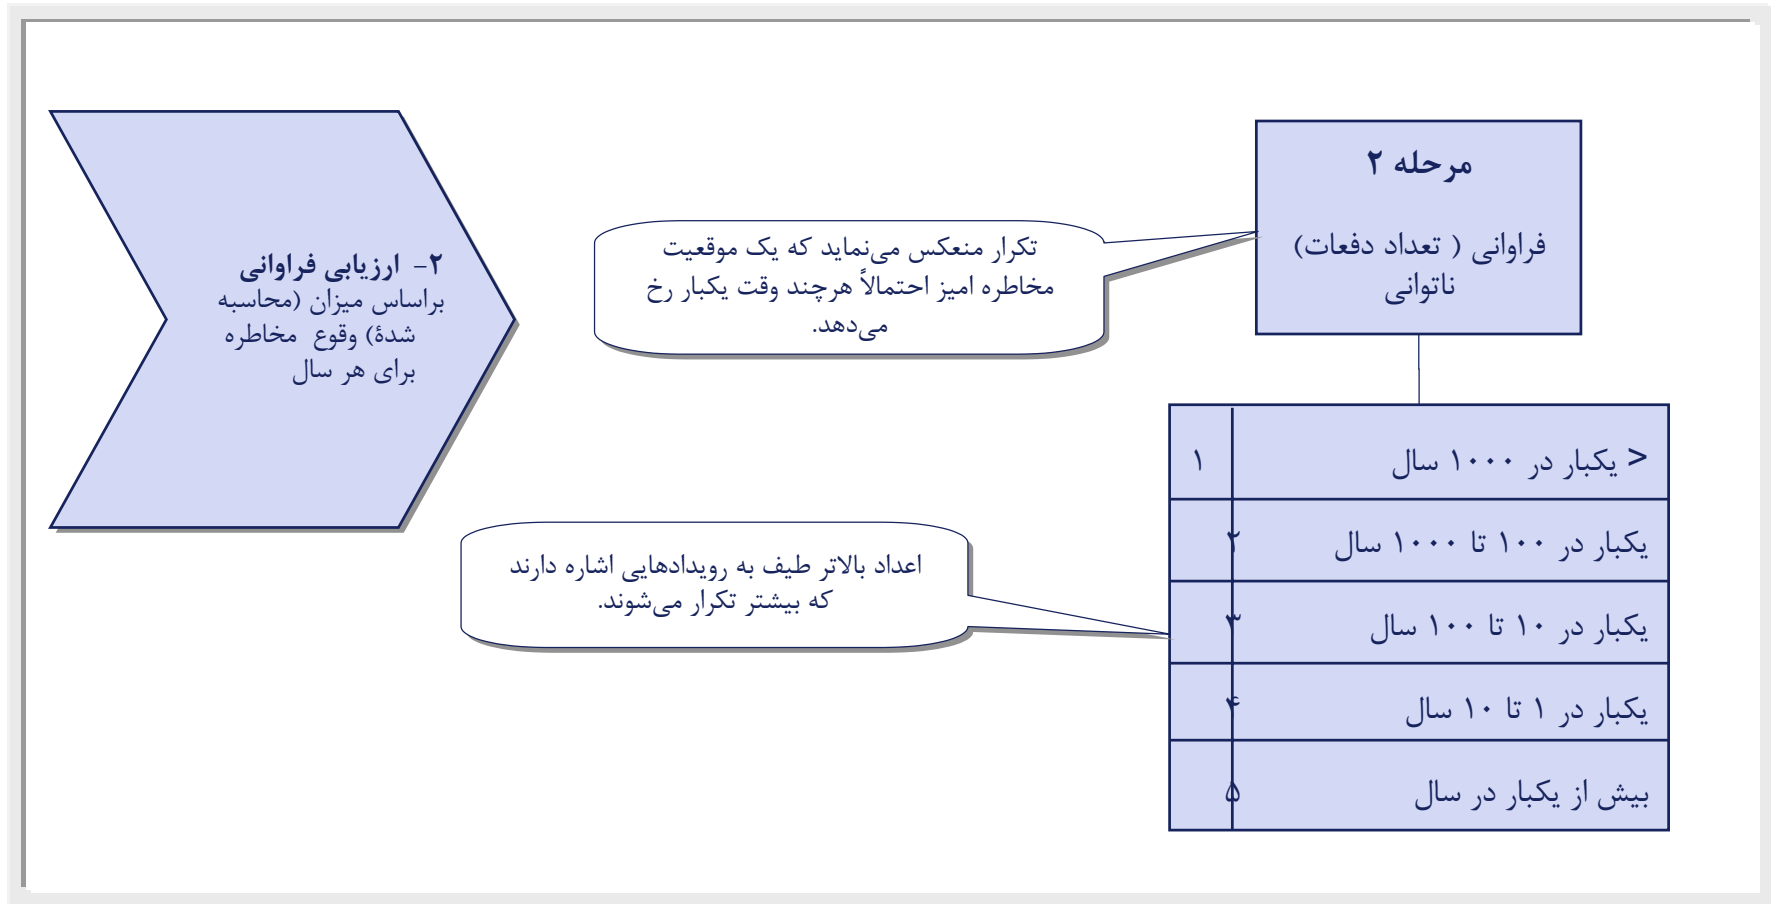 مرحله ۲
فراوانی ( تعداد دفعات)
ناتوانی
تکرار منعکس می‌نماید که یک موقعیت
مخاطره امیز احتمالاً هرچند وقت یکبار رخ
می‌دهد.
۲- ارزیابی فراوانی
براساس میزان (محاسبه
شدۀ) وقوع مخاطره
برای هر سال
< یکبار در ۱۰۰۰ سال ۱
یکبار در ۱۰۰ تا ۱۰۰۰ سال ۲
یکبار در ۱۰ تا ۱۰۰ سال ۳
یکبار در ۱ تا ۱۰ سال ۴
بیش از یکبار در سال ۵
اعداد بالاتر طیف به رویدادهایی اشاره دارند
که بیشتر تکرار می‌شوند.